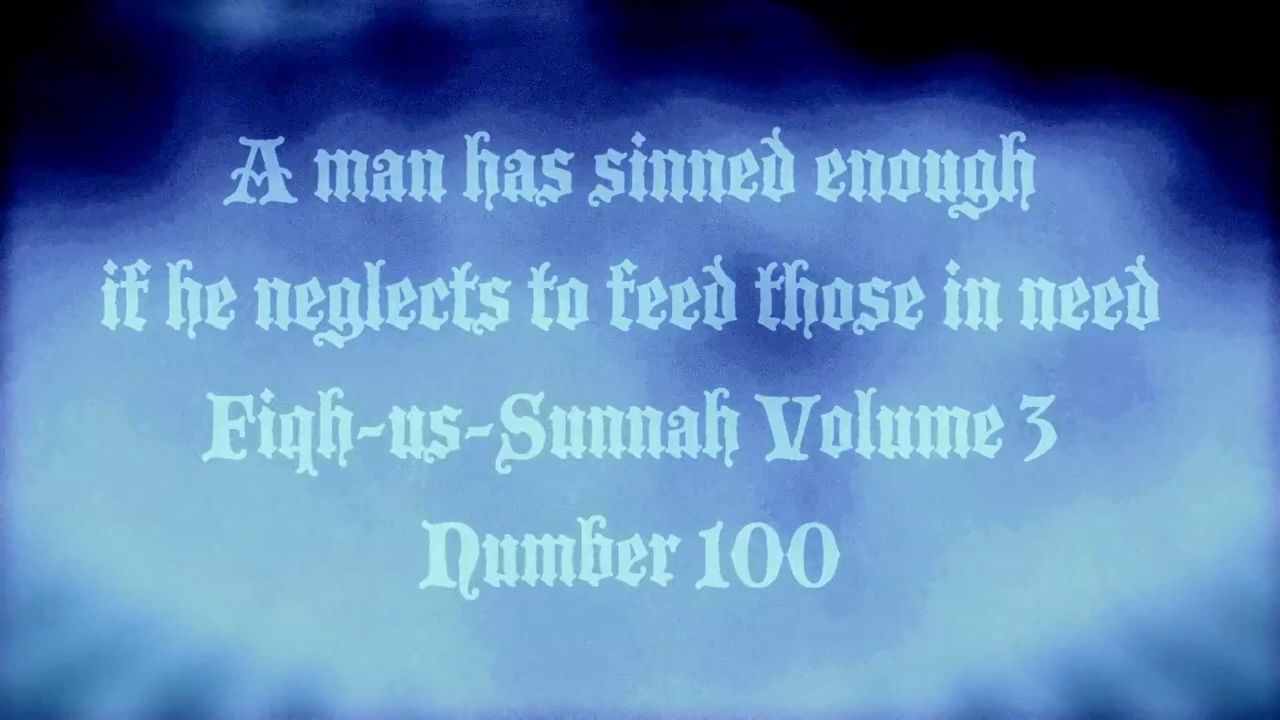 A man has sinned enough
if he neglects to feed those in need
Fiqh-us-Sunnah Volume 3
Number 100